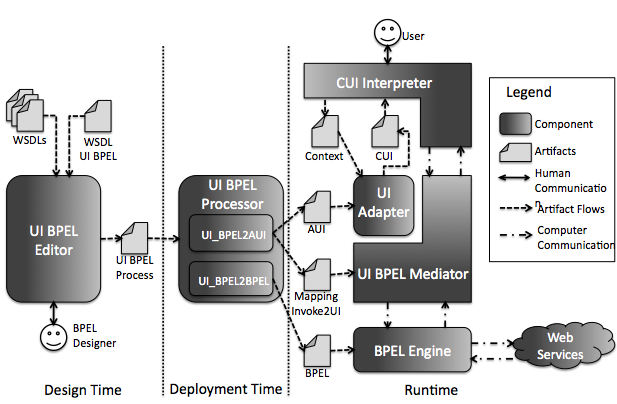 User
CUI Interpreter
WSDLs
WSDL
UI BPEL
Context
CUI
UI BPEL
Editor
UI BPEL
Process
BPEL
Designer
UI BPEL
Processor
UI_BPEL2AUI
UI_BPEL2BPEL
AUI
Mapping
Invoke2UI
BPEL
UI
Adapter
UI BPEL Mediator
BPEL Engine
Web
Services
Legend
Component
Artifacts
Human
Communicatio
n
Artifact Flows
Computer
Communication
Design Time
Deployment Time
Runtime